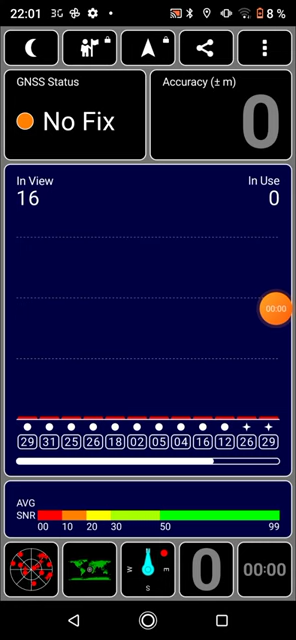 22:01 3G 8 %
GNSS Status
No Fix
Accuracy (± m)
0
In View
16
In Use
0
00:00
29 31 25 26 18 02 05 04 16 12 26 29
AVG
SNR
00 10 20 30 50 99
W E
S
0
00:00